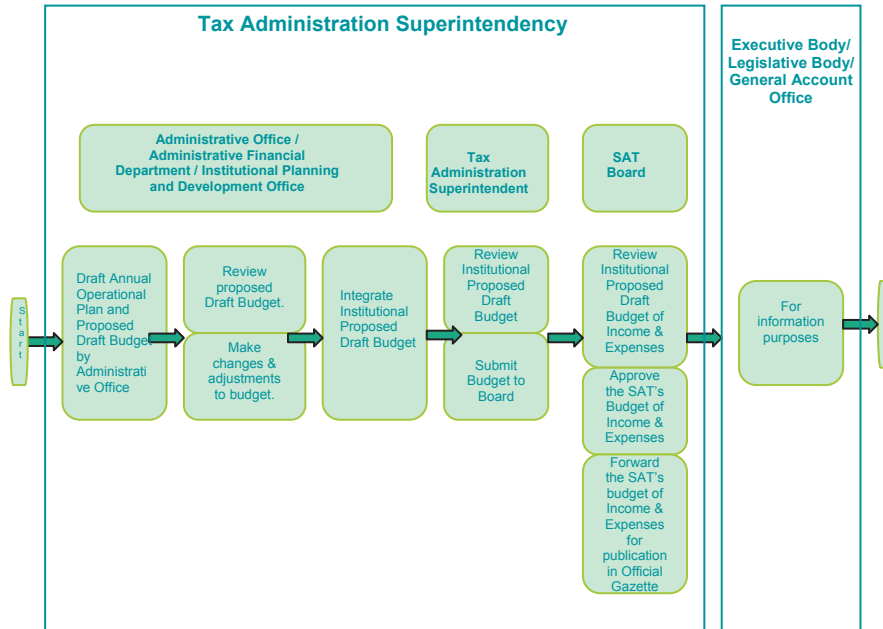 Tax Administration Superintendency
Executive Body/
Legislative Body/
General Account
Office
Administrative Office /
Administrative Financial
Department / Institutional Planning
and Development Office
Tax
Administration
Superintendent
SAT
Board
S
t
a
r
t
Draft Annual
Operational
Plan and
Proposed
Draft Budget
by
Administrati
ve Office
Review
proposed
Draft Budget.
Make
changes &
adjustments
to budget.
Integrate
Institutional
Proposed
Draft Budget
Review
Institutional
Proposed
Draft
Budget
Submit
Budget to
Board
Review
Institutional
Proposed
Draft
Budget of
Income &
Expenses
Approve
the SAT’s
Budget of
Income &
Expenses
Forward
the SAT’s
budget of
Income &
Expenses
for
publication
in Official
Gazette
For
information
purposes